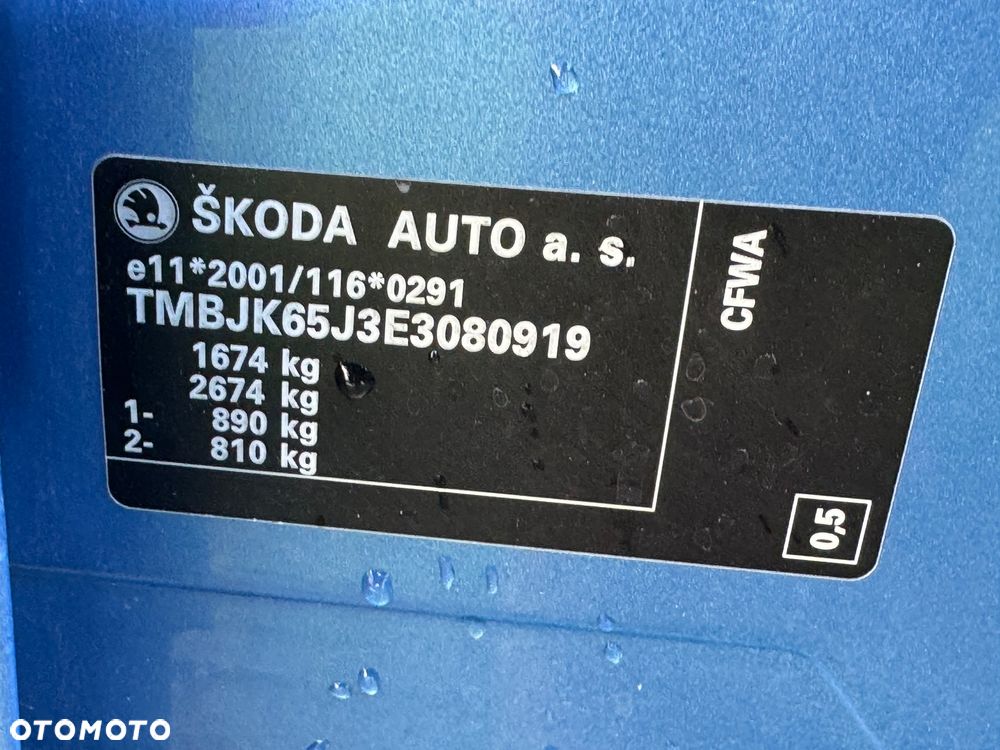 ŠKODA AUTO a. s.
e11*2001/116*0291
TMBJK65J3E3080919
1674 kg
2674 kg
1- 890 kg
2- 810 kg
CFWA
0,5
OTOMOTO